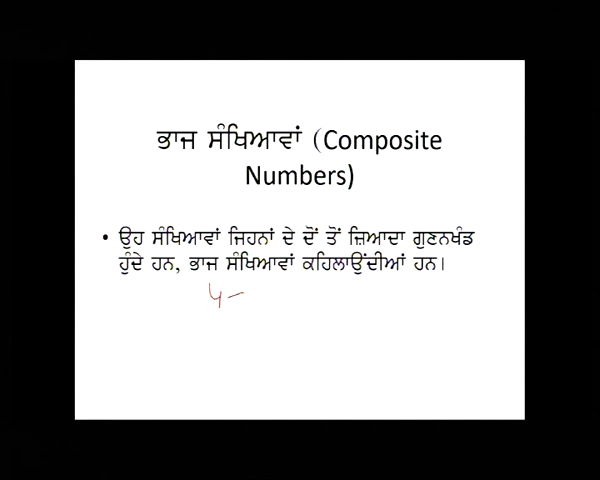 ਭਾਜ ਸੰਖਿਆਵਾਂ (Composite
Numbers)
• ਉਹ ਸੰਖਿਆਵਾਂ ਜਿਹਨਾਂ ਦੇ ਦੋਂ ਤੋਂ ਜ਼ਿਆਦਾ ਗੁਣਨਖੰਡ
ਹੁੰਦੇ ਹਨ, ਭਾਜ ਸੰਖਿਆਵਾਂ ਕਹਿਲਾਉਂਦੀਆਂ ਹਨ।
4 –